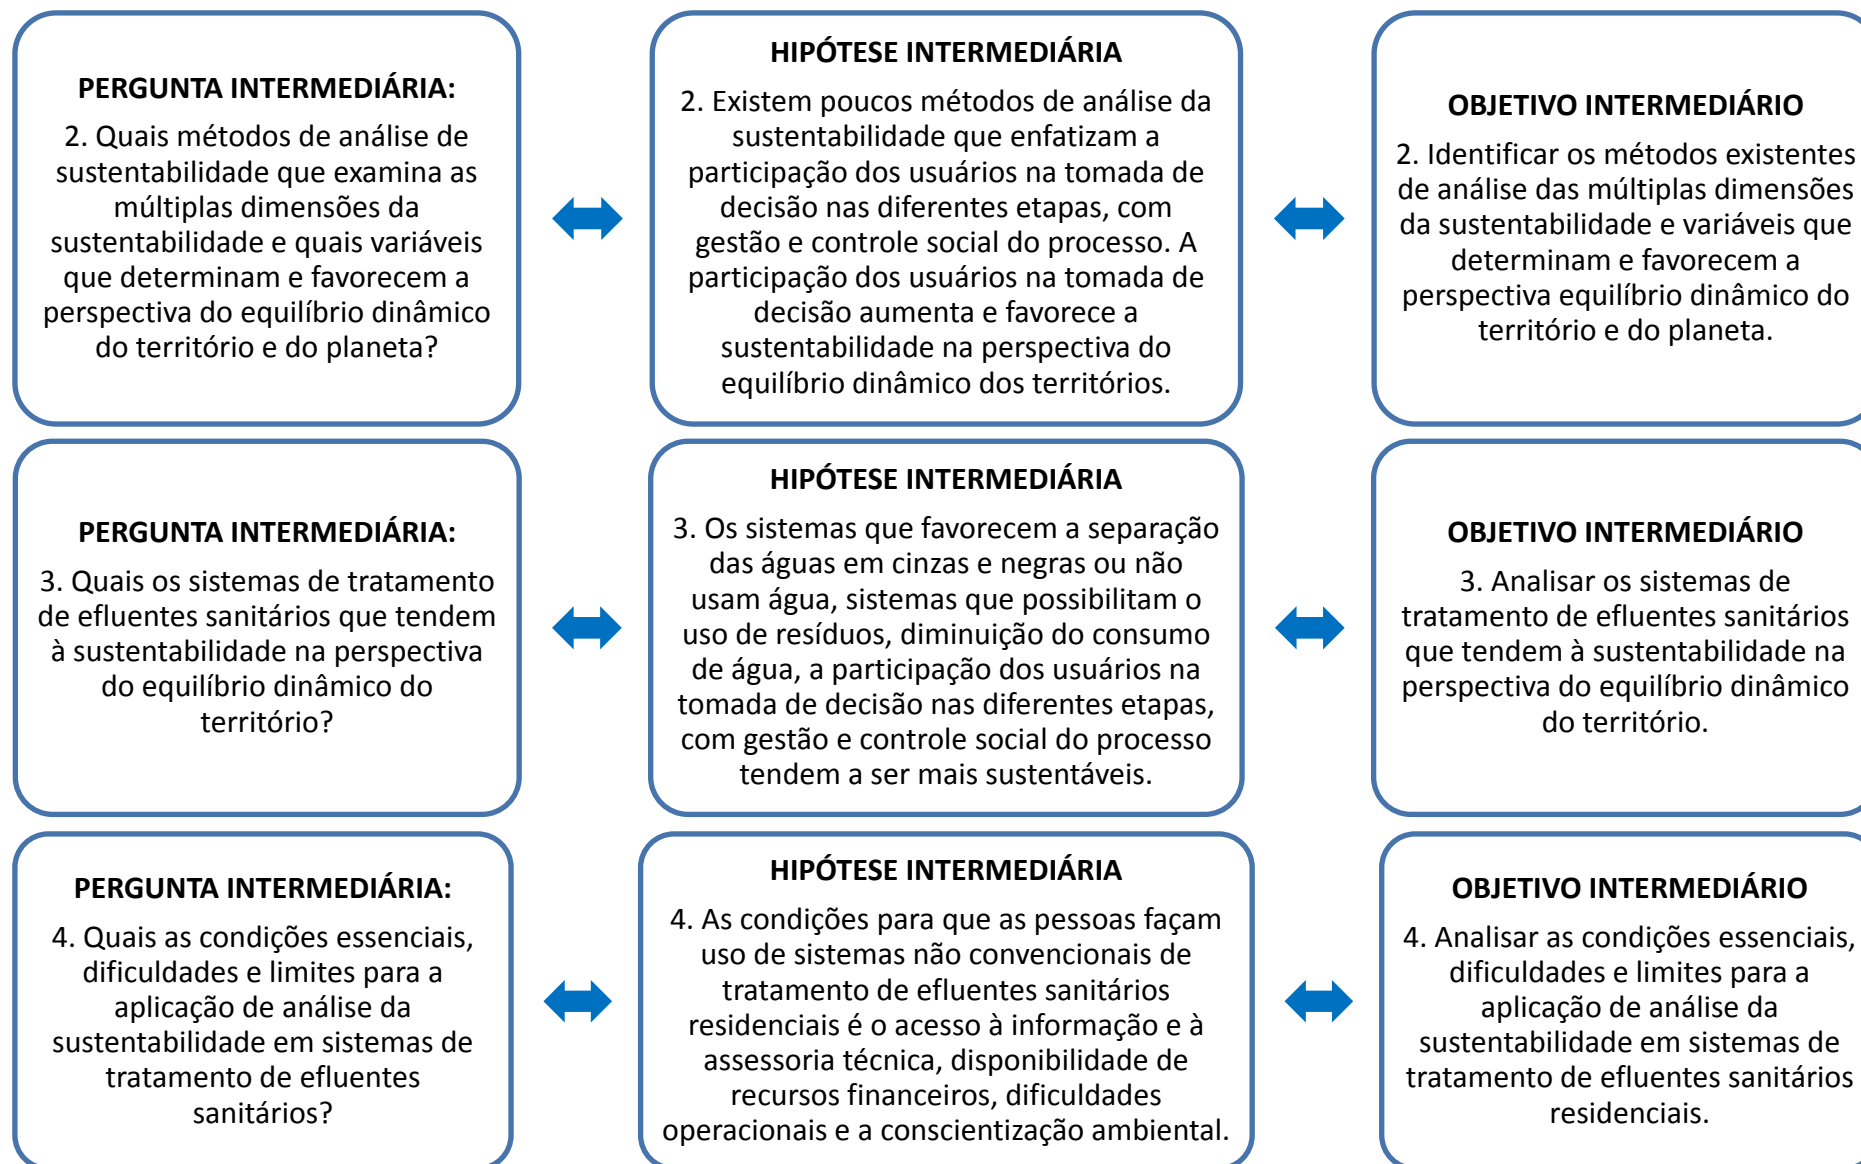 PERGUNTA INTERMEDIÁRIA:
2. Quais métodos de análise de
sustentabilidade que examina as
múltiplas dimensões da
sustentabilidade e quais variáveis
que determinam e favorecem a
perspectiva do equilíbrio dinâmico
do território e do planeta?
HIPÓTESE INTERMEDIÁRIA
2. Existem poucos métodos de análise da
sustentabilidade que enfatizam a
participação dos usuários na tomada de
decisão nas diferentes etapas, com
gestão e controle social do processo. A
participação dos usuários na tomada de
decisão aumenta e favorece a
sustentabilidade na perspectiva do
equilíbrio dinâmico dos territórios.
OBJETIVO INTERMEDIÁRIO
2. Identificar os métodos existentes
de análise das múltiplas dimensões
da sustentabilidade e variáveis que
determinam e favorecem a
perspectiva equilíbrio dinâmico do
território e do planeta.
PERGUNTA INTERMEDIÁRIA:
3. Quais os sistemas de tratamento
de efluentes sanitários que tendem
à sustentabilidade na perspectiva
do equilíbrio dinâmico do
território?
HIPÓTESE INTERMEDIÁRIA
3. Os sistemas que favorecem a separação
das águas em cinzas e negras ou não
usam água, sistemas que possibilitam o
uso de resíduos, diminuição do consumo
de água, a participação dos usuários na
tomada de decisão nas diferentes etapas,
com gestão e controle social do processo
tendem a ser mais sustentáveis.
OBJETIVO INTERMEDIÁRIO
3. Analisar os sistemas de
tratamento de efluentes sanitários
que tendem à sustentabilidade na
perspectiva do equilíbrio dinâmico
do território.
PERGUNTA INTERMEDIÁRIA:
4. Quais as condições essenciais,
dificuldades e limites para a
aplicação de análise da
sustentabilidade em sistemas de
tratamento de efluentes
sanitários?
HIPÓTESE INTERMEDIÁRIA
4. As condições para que as pessoas façam
uso de sistemas não convencionais de
tratamento de efluentes sanitários
residenciais é o acesso à informação e à
assessoria técnica, disponibilidade de
recursos financeiros, dificuldades
operacionais e a conscientização ambiental.
OBJETIVO INTERMEDIÁRIO
4. Analisar as condições essenciais,
dificuldades e limites para a
aplicação de análise da
sustentabilidade em sistemas de
tratamento de efluentes sanitários
residenciais.